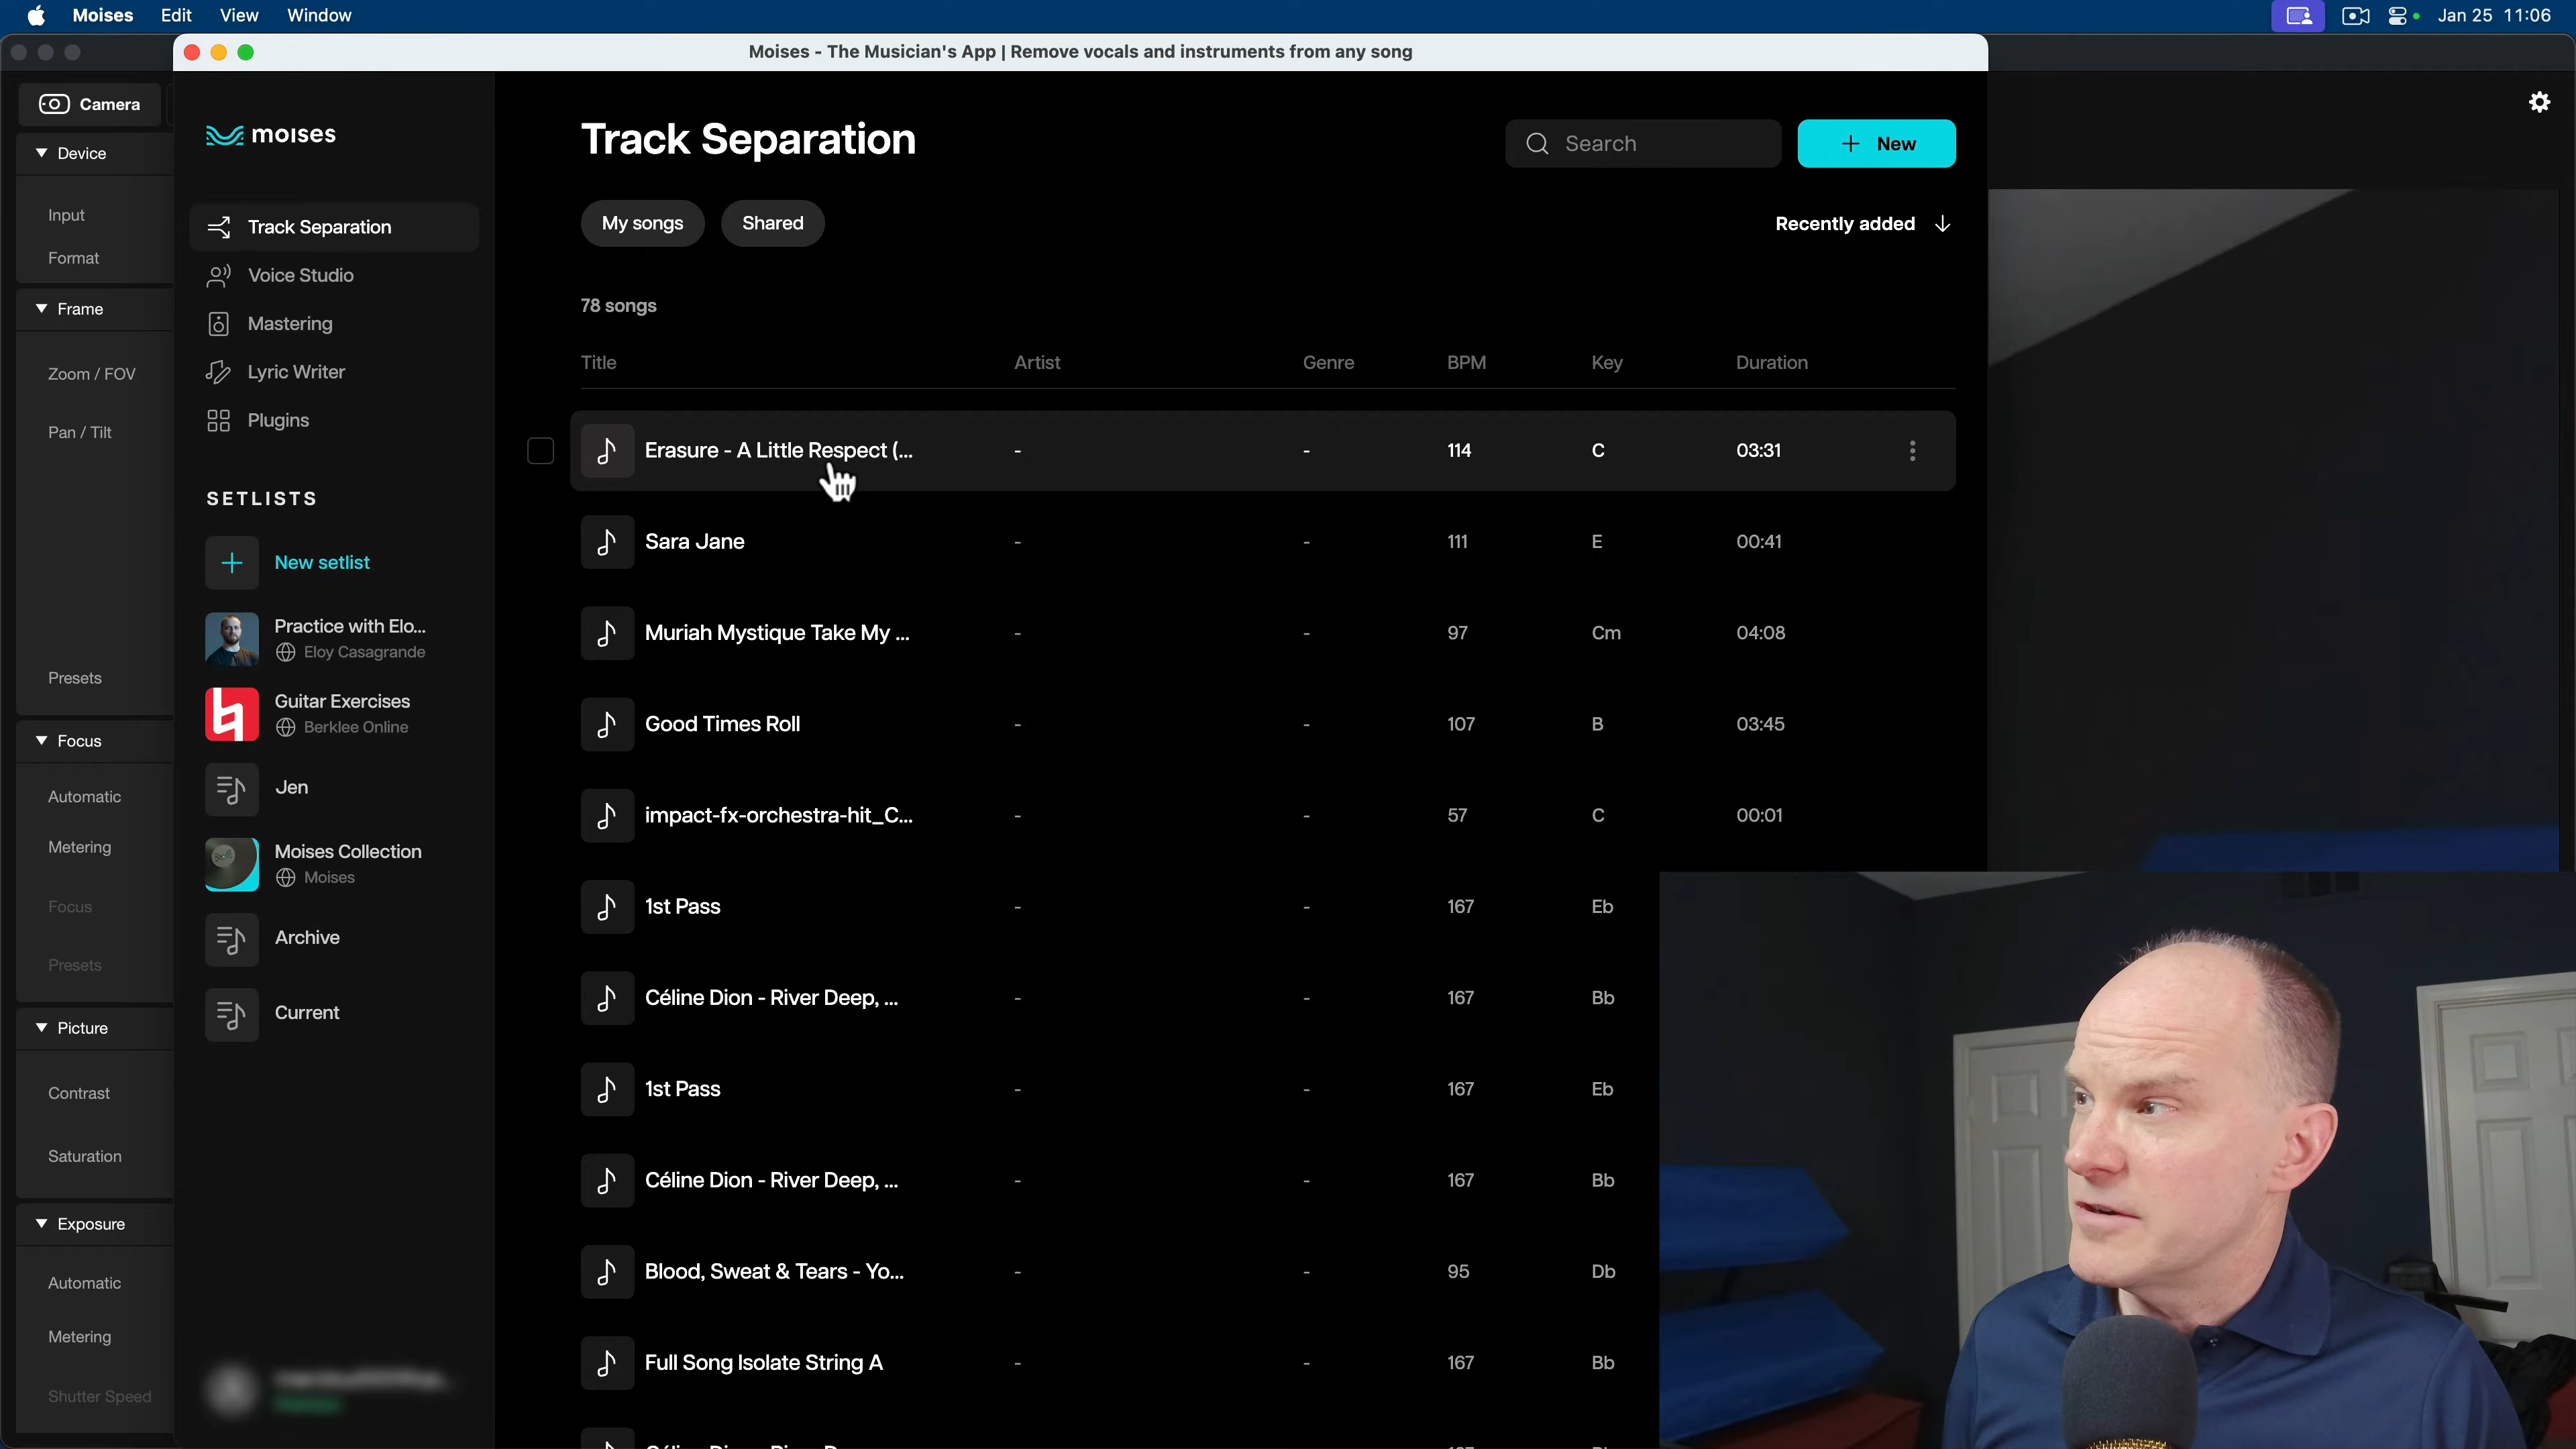 Moises Edit View Window Jan 25 11:06
Moises - The Musician's App | Remove vocals and instruments from any song
Camera
Device
Input
Format
Frame
Zoom / FOV
Pan / Tilt
Presets
Focus
Automatic
Metering
Focus
Presets
Picture
Contrast
Saturation
Exposure
Automatic
Metering
Shutter Speed
moises
Track Separation
Voice Studio
Mastering
Lyric Writer
Plugins
SETLISTS
New setlist
Practice with Elo...
Eloy Casagrande
Guitar Exercises
Berklee Online
Jen
Moises Collection
Moises
Archive
Current
Track Separation
Search
New
My songs Shared
Recently added
78 songs
Title Artist Genre BPM Key Duration
Erasure - A Little Respect (... - - 114 C 03:31
Sara Jane - - 111 E 00:41
Muriah Mystique Take My ... - - 97 Cm 04:08
Good Times Roll - - 107 B 03:45
impact-fx-orchestra-hit_C... - - 57 C 00:01
1st Pass - - 167 Eb
Céline Dion - River Deep, ... - - 167 Bb
1st Pass - - 167 Eb
Céline Dion - River Deep, ... - - 167 Bb
Blood, Sweat & Tears - Yo... - - 95 Db
Full Song Isolate String A - - 167 Bb